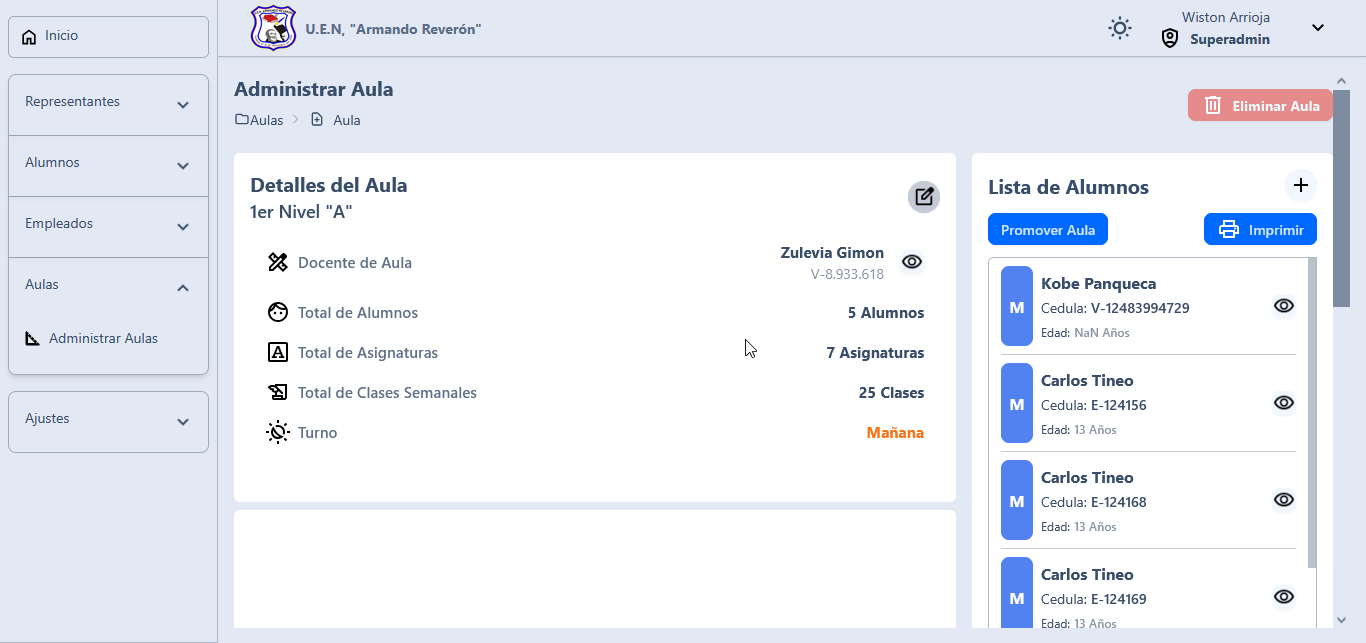 Inicio
Representantes
Alumnos
Empleados
Aulas
Administrar Aulas
Ajustes
U.E.N, "Armando Reverón"
Wiston Arrioja
Superadmin
Administrar Aula
Aulas
Aula
Eliminar Aula
Detalles del Aula
1er Nivel "A"
Docente de Aula
Zulevia Gimon
V-8.933.618
Total de Alumnos
5 Alumnos
Total de Asignaturas
7 Asignaturas
Total de Clases Semanales
25 Clases
Turno
Mañana
Lista de Alumnos
Promover Aula
Imprimir
M
Kobe Panqueca
Cedula: V-12483994729
Edad: NaN Años
M
Carlos Tineo
Cedula: E-124156
Edad: 13 Años
M
Carlos Tineo
Cedula: E-124168
Edad: 13 Años
M
Carlos Tineo
Cedula: E-124169
Edad: 13 Años